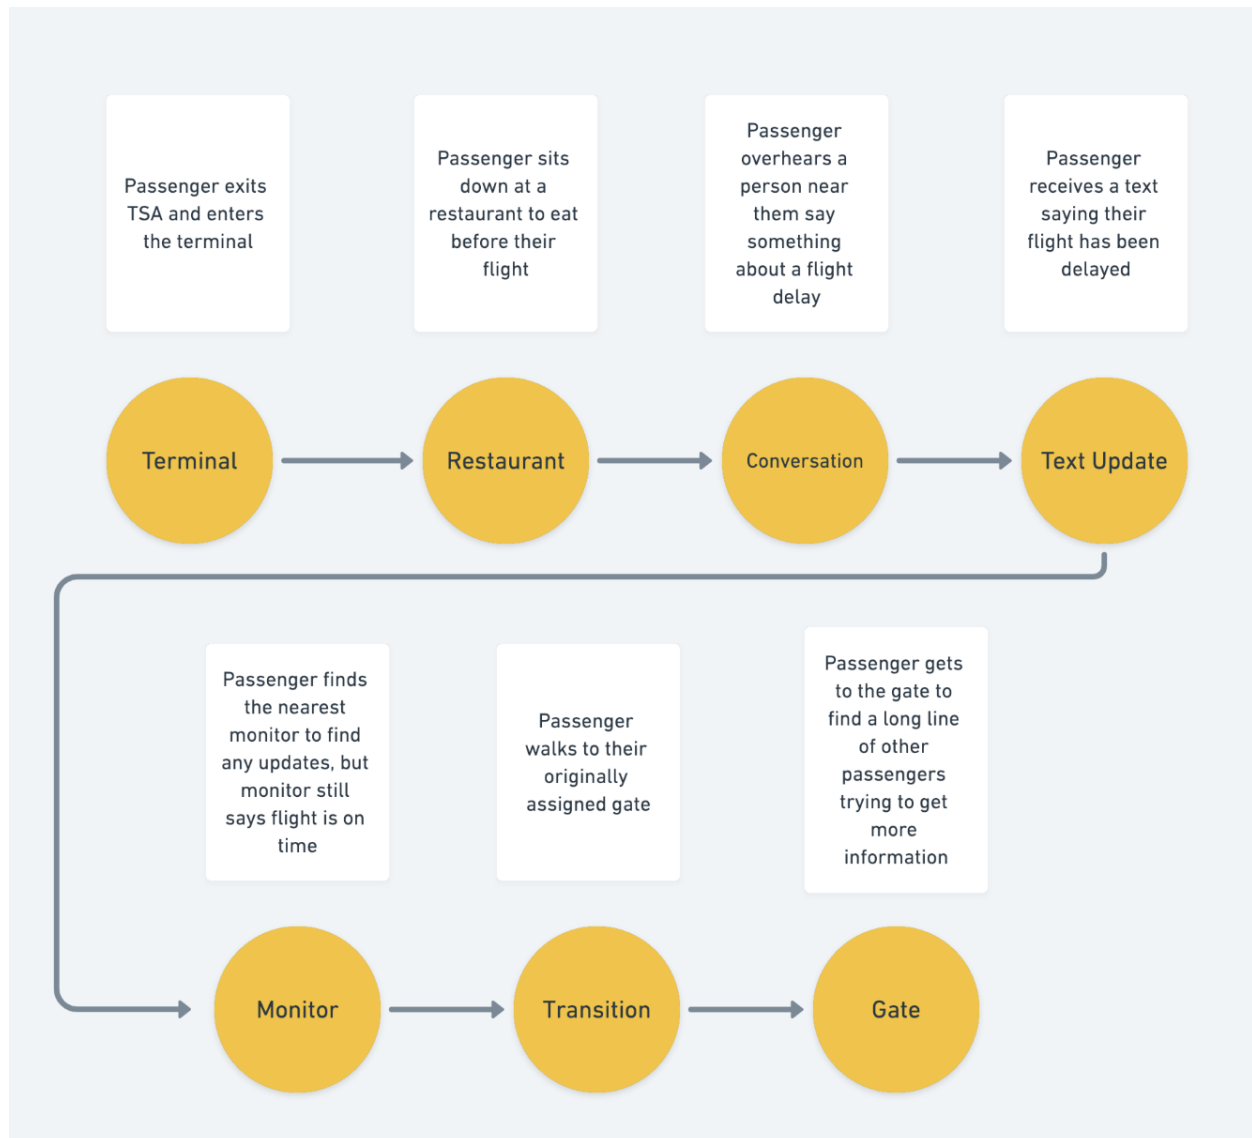 Passenger exits
TSA and enters
the terminal
Passenger sits
down at a
restaurant to eat
before their
flight
Passenger
overhears a
person near
them say
something
about a flight
delay
Passenger
receives a text
saying their
flight has been
delayed
Terminal
Restaurant
Conversation
Text Update
Passenger finds
the nearest
monitor to find
any updates, but
monitor still
says flight is on
time
Passenger
walks to their
originally
assigned gate
Passenger gets
to the gate to
find a long line
of other
passengers
trying to get
more
information
Monitor
Transition
Gate